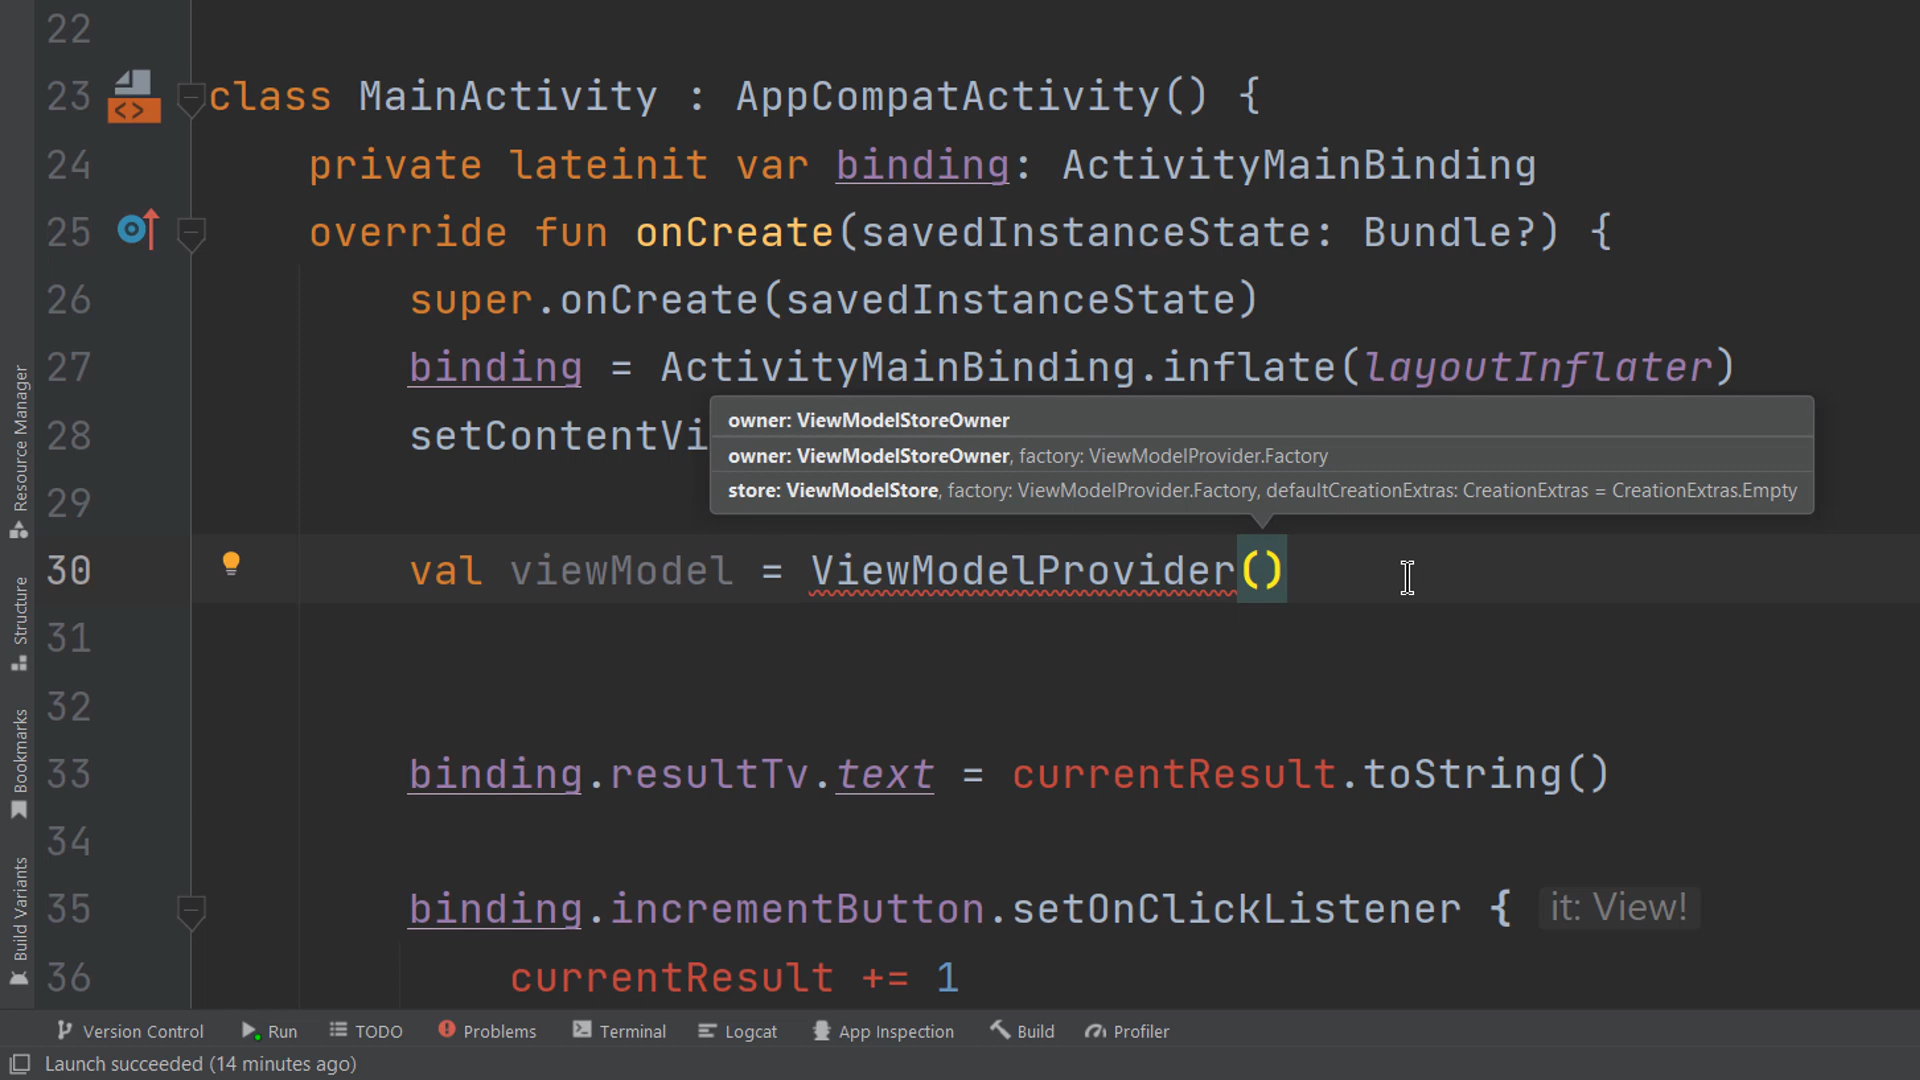 22
23 class MainActivity : AppCompatActivity() {
24 private lateinit var binding: ActivityMainBinding
25 override fun onCreate(savedInstanceState: Bundle?) {
26 super.onCreate(savedInstanceState)
27 binding = ActivityMainBinding.inflate(layoutInflater)
28 setContentVi
owner: ViewModelStoreOwner
owner: ViewModelStoreOwner, factory: ViewModelProvider.Factory
store: ViewModelStore, factory: ViewModelProvider.Factory, defaultCreationExtras: CreationExtras = CreationExtras.Empty
29
30 val viewModel = ViewModelProvider()
31
32
33 binding.resultTv.text = currentResult.toString()
34
35 binding.incrementButton.setOnClickListener { it: View!
36 currentResult += 1
Resource Manager
Structure
Bookmarks
Build Variants
Version Control Run TODO Problems Terminal Logcat App Inspection Build Profiler
Launch succeeded (14 minutes ago)